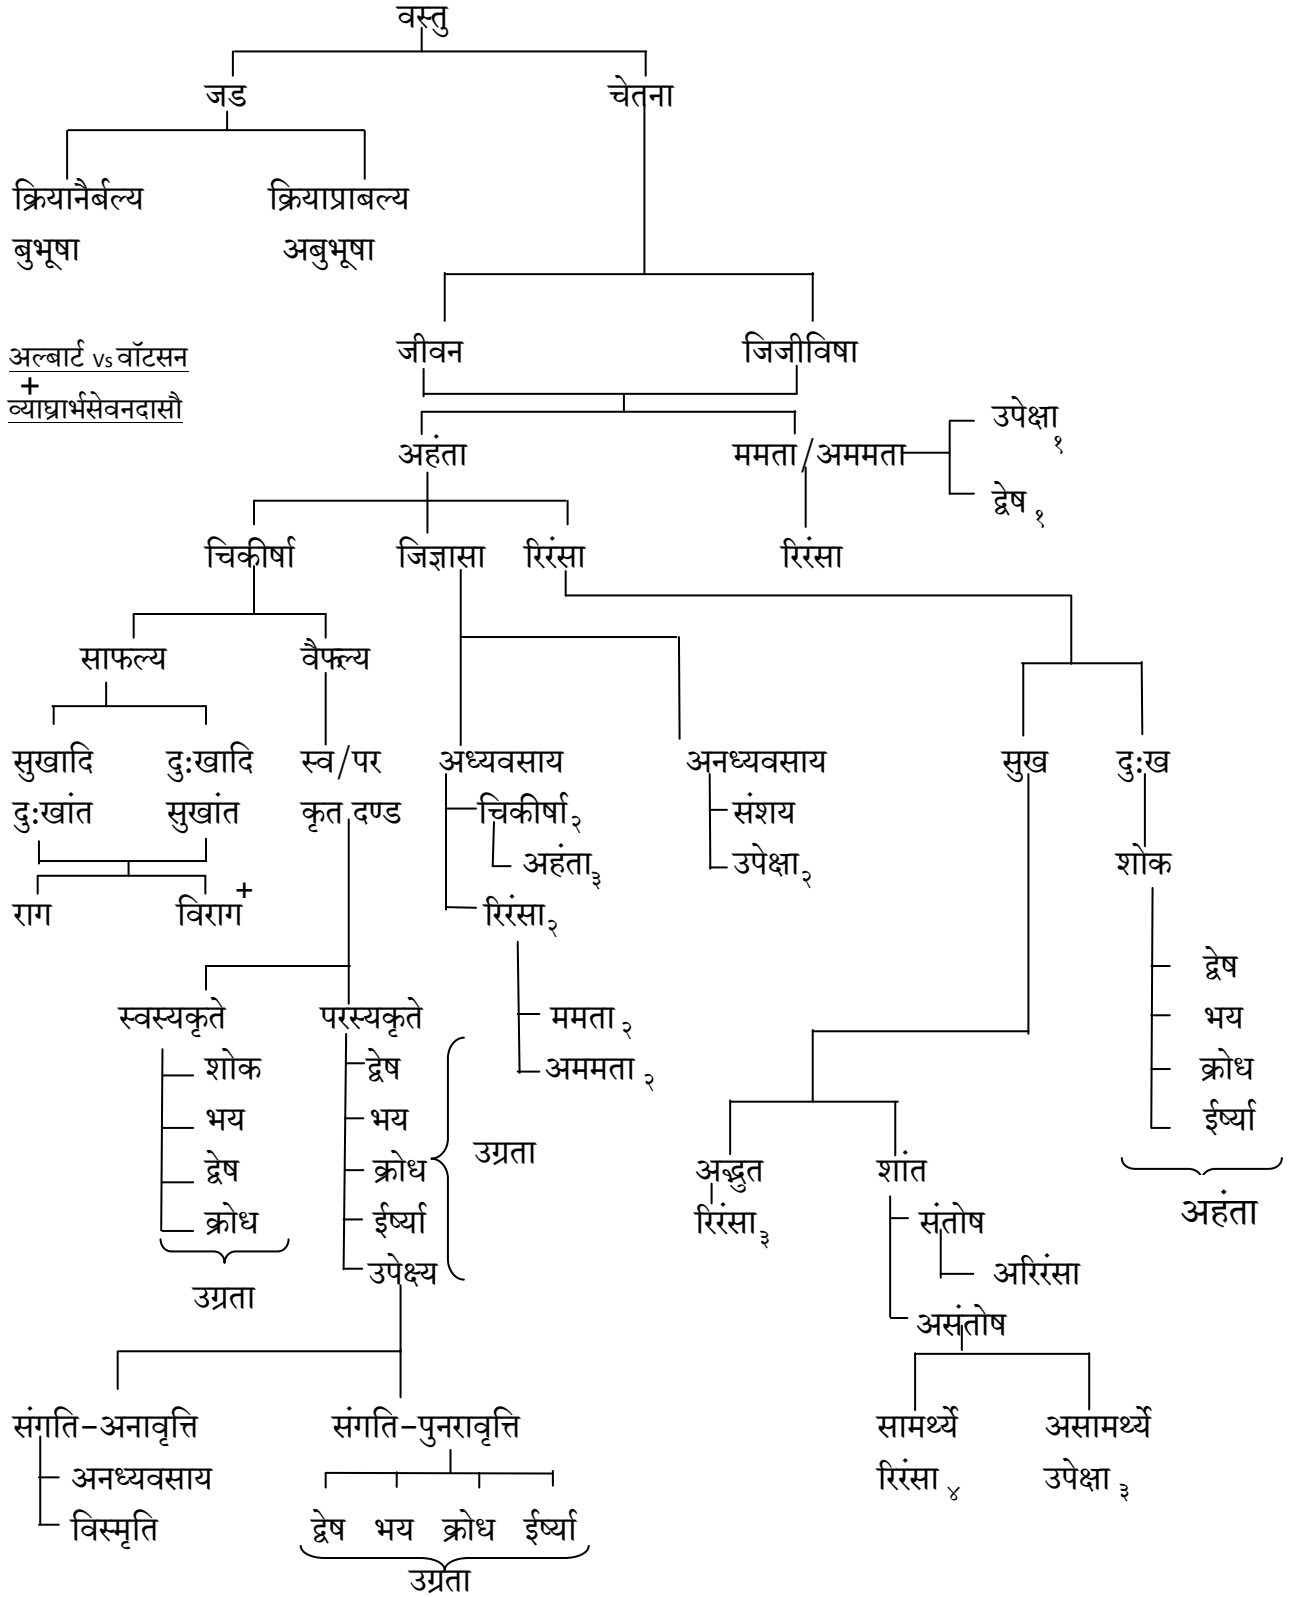 वस्तु
जड चेतना
क्रियानैर्बल्य क्रियाप्राबल्य
बुभूषा अबुभूषा
जीवन जिजीविषा
अल्बार्ट vs वॉटसन
+
व्याघ्रार्भसेवनदासौ
अहंता ममता / अममता उपेक्षा १
द्वेष १
चिकीर्षा जिज्ञासा रिरंसा रिरंसा
साफल्य वैफ्ल्य
सुखादि दुःखादि स्व/पर अध्यवसाय अनध्यवसाय सुख दुःख
दुःखांत सुखांत कृत दण्ड चिकीर्षा २ संशय
अहंता ३ उपेक्षा २ शोक
राग विराग + रिरंसा २
द्वेष
स्वस्यकृते परस्यकृते ममता २ भय
शोक द्वेष अममता २ क्रोध
भय भय ईर्ष्या
द्वेष क्रोध उग्रता अद्भुत शांत
क्रोध ईर्ष्या रिरंसा ३ संतोष अहंता
उग्रता उपेक्ष्य अरिरंसा
असंतोष
संगति-अनावृत्ति संगति-पुनरावृत्ति सामर्थ्ये असामर्थ्ये
अनध्यवसाय रिरंसा ४ उपेक्षा ३
विस्मृति द्वेष भय क्रोध ईर्ष्या
उग्रता